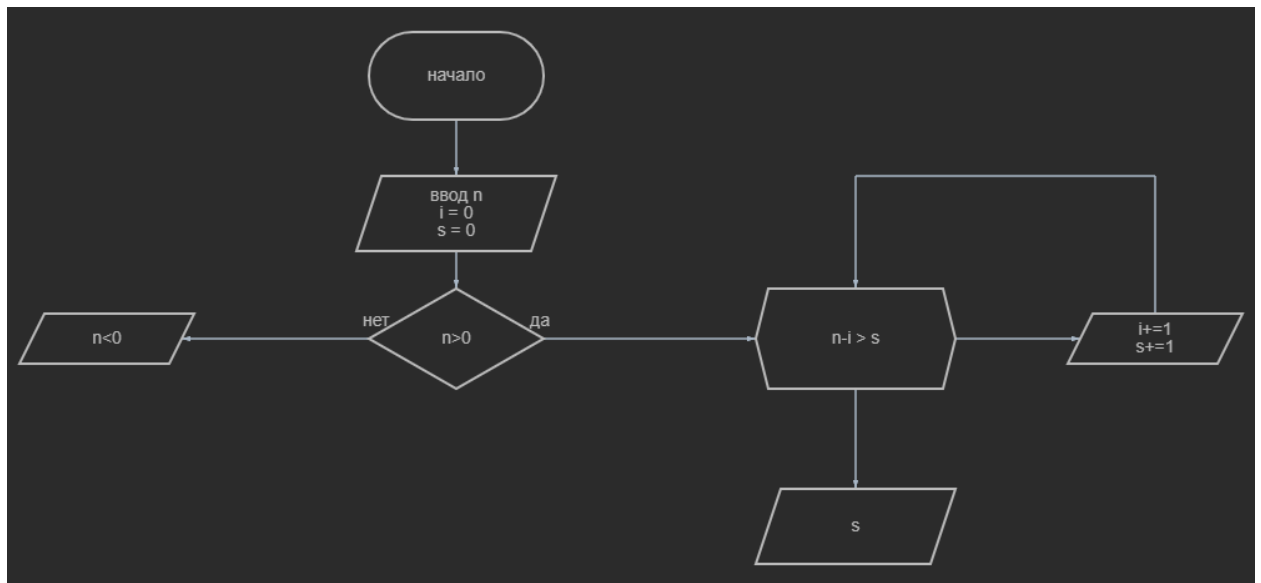 начало
ввод n
i = 0
s = 0
нет
n>0
да
n<0
n-i > s
i+=1
s+=1
s